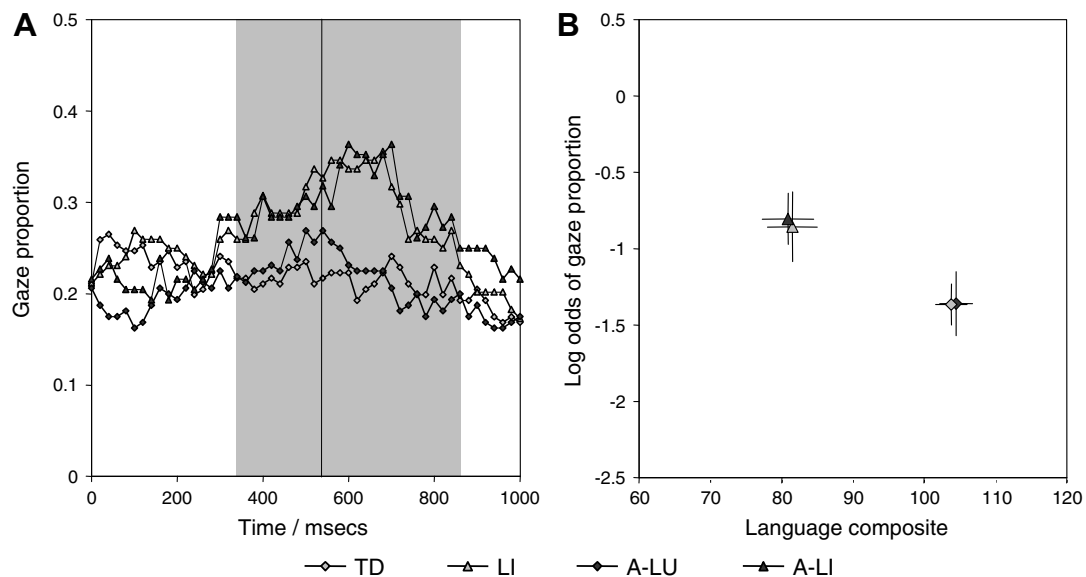 A
0.5
0.4
0.3
0.2
0.1
0
Gaze proportion
0 200 400 600 800 1000
Time / msecs
B
0.5
0
-0.5
-1
-1.5
-2
-2.5
Log odds of gaze proportion
60 70 80 90 100 110 120
Language composite
TD LI A-LU A-LI